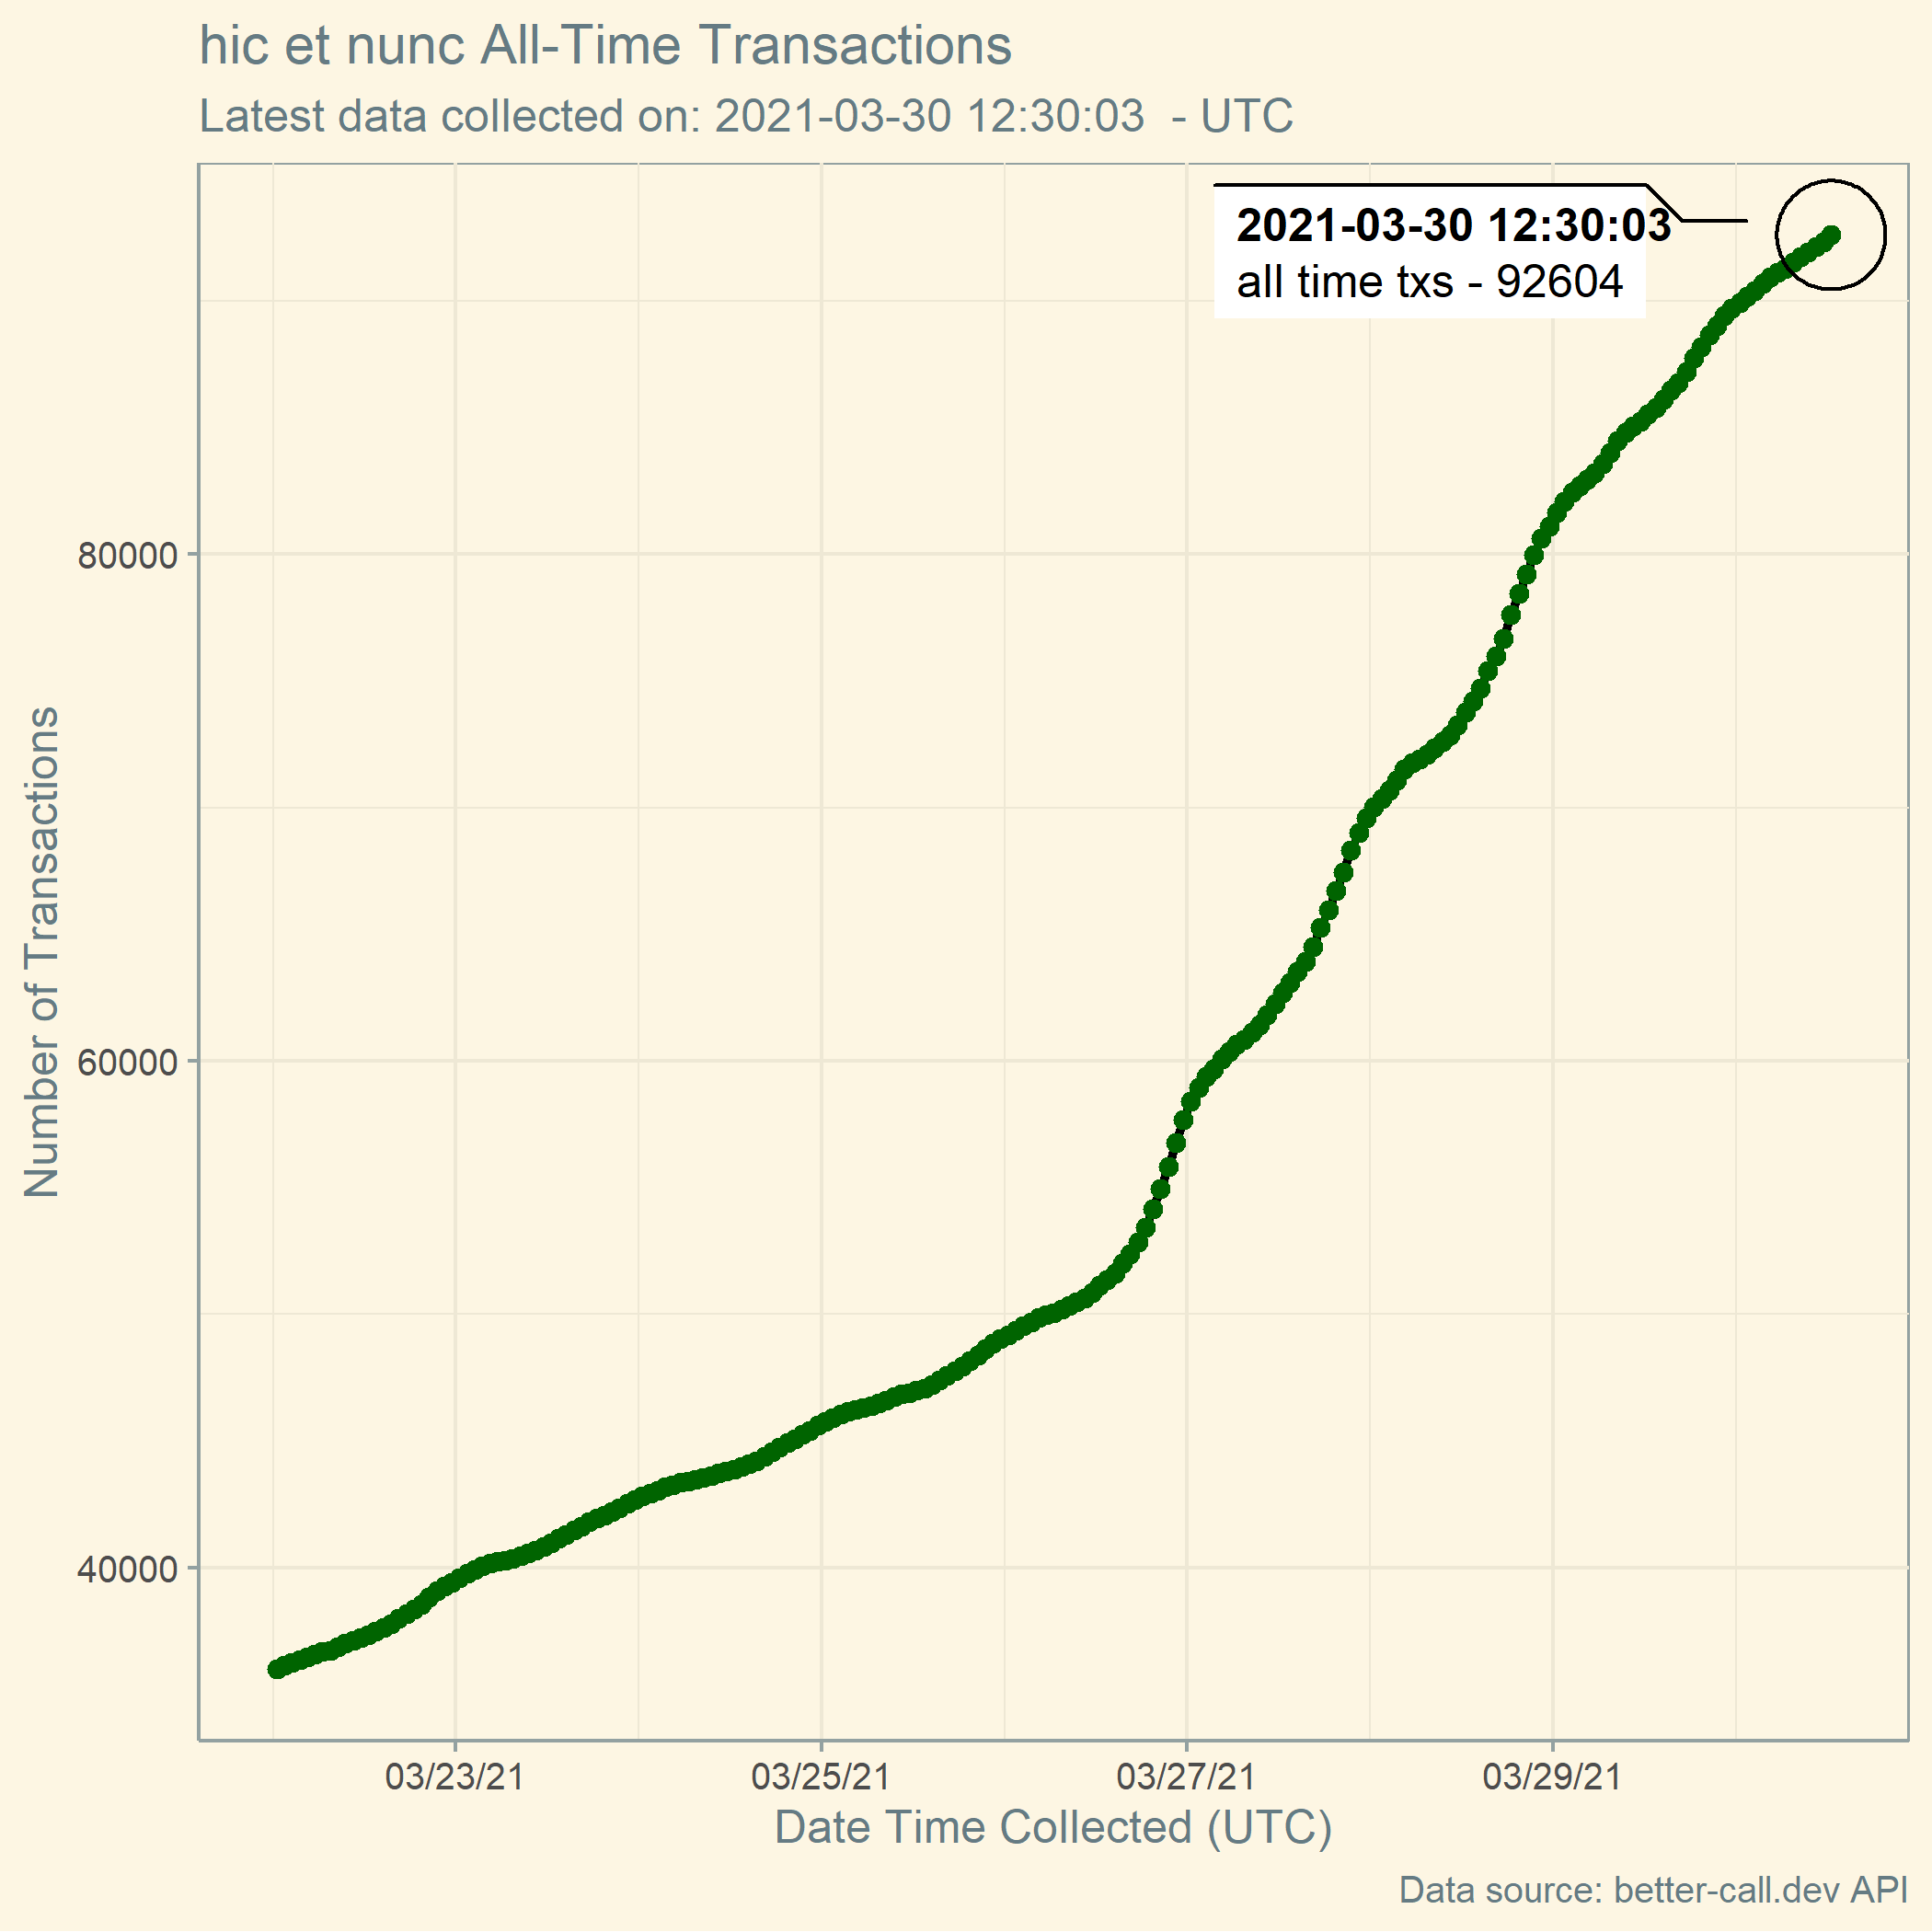 hic et nunc All-Time Transactions
Latest data collected on: 2021-03-30 12:30:03  - UTC
2021-03-30 12:30:03
all time txs - 92604
Number of Transactions
80000
60000
40000
03/23/21
03/25/21
03/27/21
03/29/21
Date Time Collected (UTC)
Data source: better-call.dev API